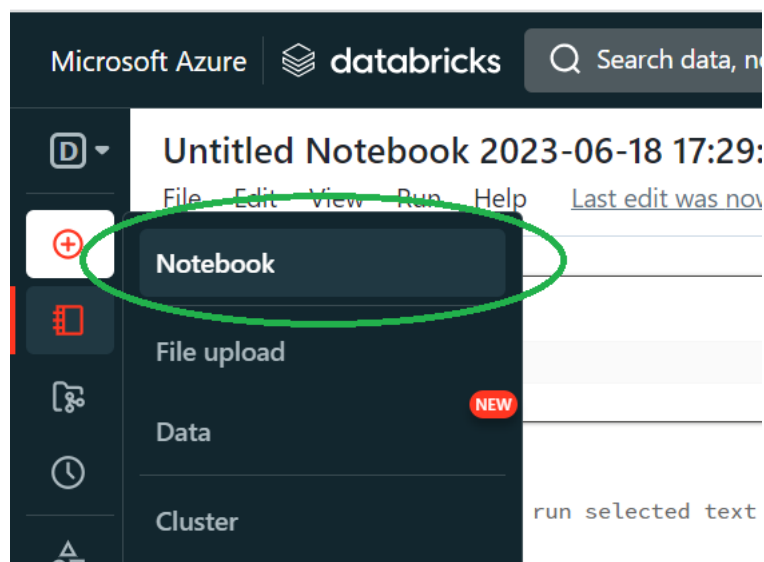 Microsoft Azure databricks Search data, n
D
Untitled Notebook 2023-06-18 17:29:
File Edit View Run Help Last edit was now
Notebook
File upload
NEW
Data
Cluster
run selected text